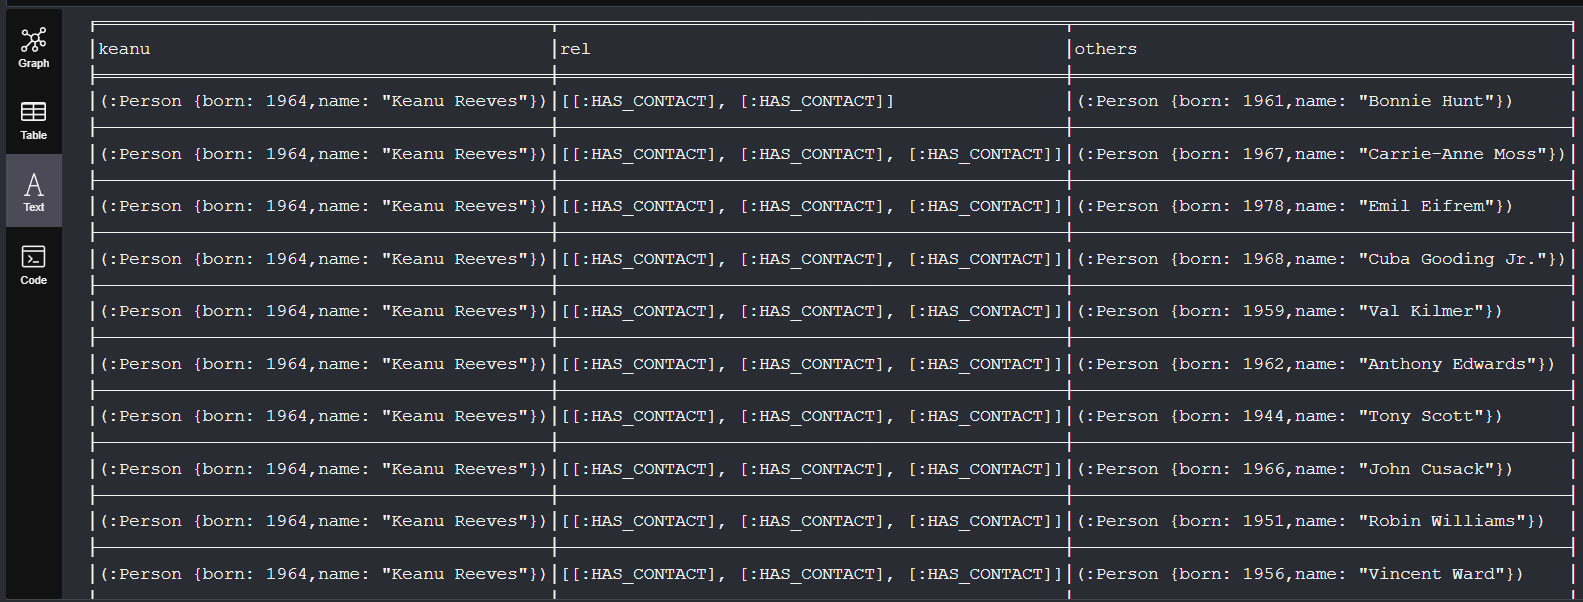 Graph
Table
Text
Code
keanu rel others
(:Person {born: 1964,name: "Keanu Reeves"}) [[:HAS_CONTACT], [:HAS_CONTACT]] (:Person {born: 1961,name: "Bonnie Hunt"})
(:Person {born: 1964,name: "Keanu Reeves"}) [[:HAS_CONTACT], [:HAS_CONTACT], [:HAS_CONTACT]] (:Person {born: 1967,name: "Carrie-Anne Moss"})
(:Person {born: 1964,name: "Keanu Reeves"}) [[:HAS_CONTACT], [:HAS_CONTACT], [:HAS_CONTACT]] (:Person {born: 1978,name: "Emil Eifrem"})
(:Person {born: 1964,name: "Keanu Reeves"}) [[:HAS_CONTACT], [:HAS_CONTACT], [:HAS_CONTACT]] (:Person {born: 1968,name: "Cuba Gooding Jr."})
(:Person {born: 1964,name: "Keanu Reeves"}) [[:HAS_CONTACT], [:HAS_CONTACT], [:HAS_CONTACT]] (:Person {born: 1959,name: "Val Kilmer"})
(:Person {born: 1964,name: "Keanu Reeves"}) [[:HAS_CONTACT], [:HAS_CONTACT], [:HAS_CONTACT]] (:Person {born: 1962,name: "Anthony Edwards"})
(:Person {born: 1964,name: "Keanu Reeves"}) [[:HAS_CONTACT], [:HAS_CONTACT], [:HAS_CONTACT]] (:Person {born: 1944,name: "Tony Scott"})
(:Person {born: 1964,name: "Keanu Reeves"}) [[:HAS_CONTACT], [:HAS_CONTACT], [:HAS_CONTACT]] (:Person {born: 1966,name: "John Cusack"})
(:Person {born: 1964,name: "Keanu Reeves"}) [[:HAS_CONTACT], [:HAS_CONTACT], [:HAS_CONTACT]] (:Person {born: 1951,name: "Robin Williams"})
(:Person {born: 1964,name: "Keanu Reeves"}) [[:HAS_CONTACT], [:HAS_CONTACT], [:HAS_CONTACT]] (:Person {born: 1956,name: "Vincent Ward"})